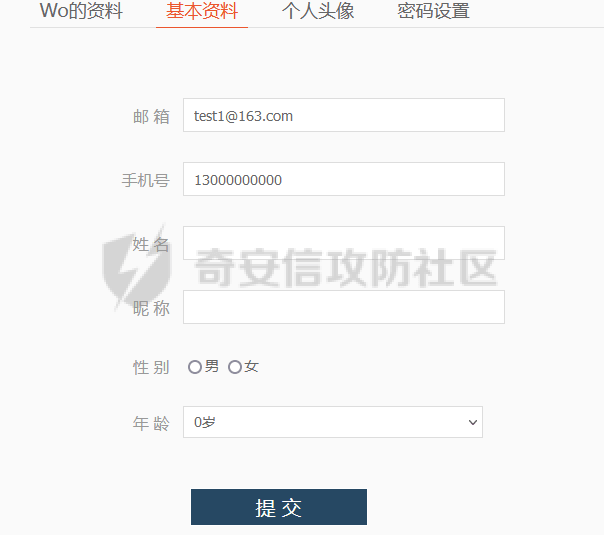 Wo的资料 基本资料 个人头像 密码设置
邮 箱 test1@163.com
手机号 13000000000
姓 名
奇安信攻防社区
昵 称
性 别 男 女
年 龄 0岁
提 交